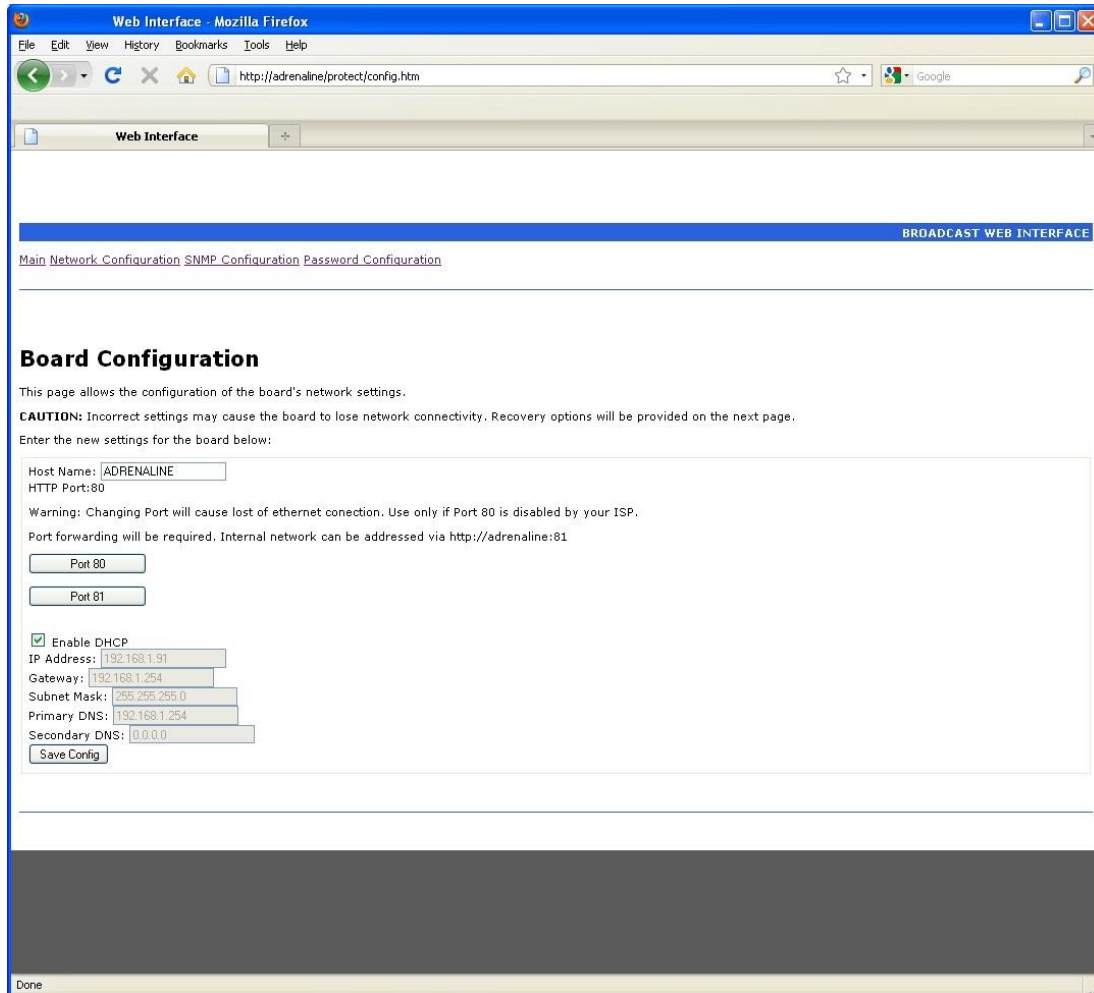 Web Interface - Mozilla Firefox
File Edit View History Bookmarks Tools Help
http://adrenaline/protect/config.htm
Google
Web Interface
BROADCAST WEB INTERFACE
Main Network Configuration SNMP Configuration Password Configuration
Board Configuration
This page allows the configuration of the board's network settings.
CAUTION: Incorrect settings may cause the board to lose network connectivity. Recovery options will be provided on the next page.
Enter the new settings for the board below:
Host Name: ADRENALINE
HTTP Port:80
Warning: Changing Port will cause lost of ethernet conection. Use only if Port 80 is disabled by your ISP.
Port forwarding will be required. Internal network can be addressed via http://adrenaline:81
Port 80
Port 81
Enable DHCP
IP Address: 192.168.1.91
Gateway: 192.168.1.254
Subnet Mask: 255.255.255.0
Primary DNS: 192.168.1.254
Secondary DNS: 0.0.0.0
Save Config
Done